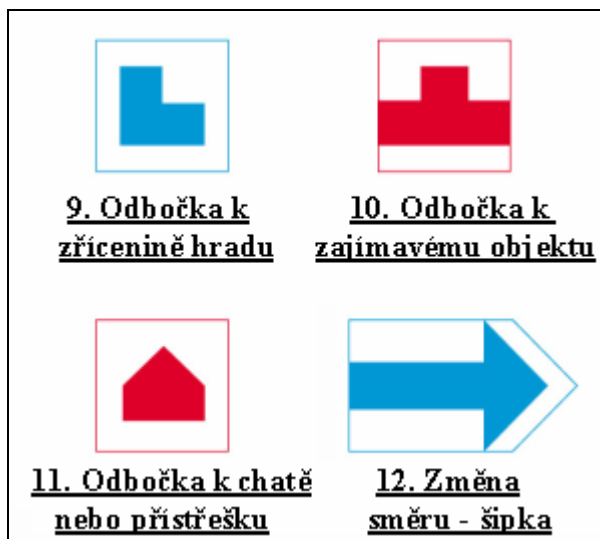 9. Odbočka k
zřícenině hradu
10. Odbočka k
zajímavému objektu
11. Odbočka k chatě
nebo přístřešku
12. Změna
směru - šipka